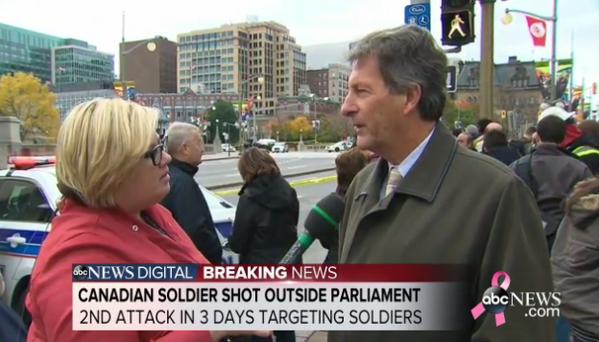 abc NEWS DIGITAL BREAKING NEWS
CANADIAN SOLDIER SHOT OUTSIDE PARLIAMENT
2ND ATTACK IN 3 DAYS TARGETING SOLDIERS
abc NEWS
.com